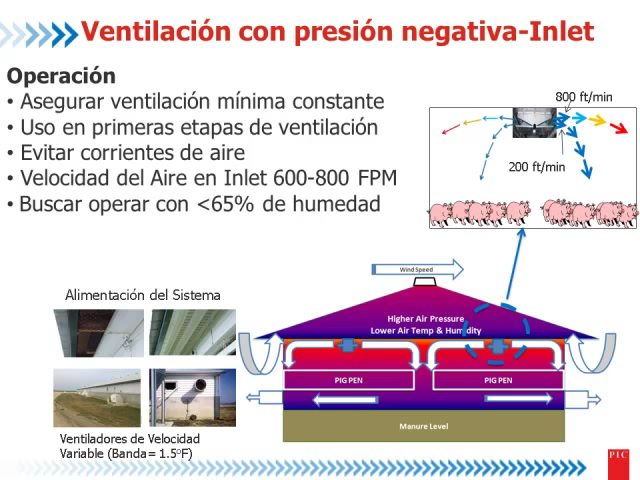 Ventilación con presión negativa-Inlet
Operación
• Asegurar ventilación mínima constante
• Uso en primeras etapas de ventilación
• Evitar corrientes de aire
• Velocidad del Aire en Inlet 600-800 FPM
• Buscar operar con <65% de humedad
800 ft/min
200 ft/min
Alimentación del Sistema
Ventiladores de Velocidad
Variable (Banda= 1.5°F)
Wind Speed
Higher Air Pressure
Lower Air Temp & Humidity
PIG PEN
PIG PEN
Manure Level
PIC